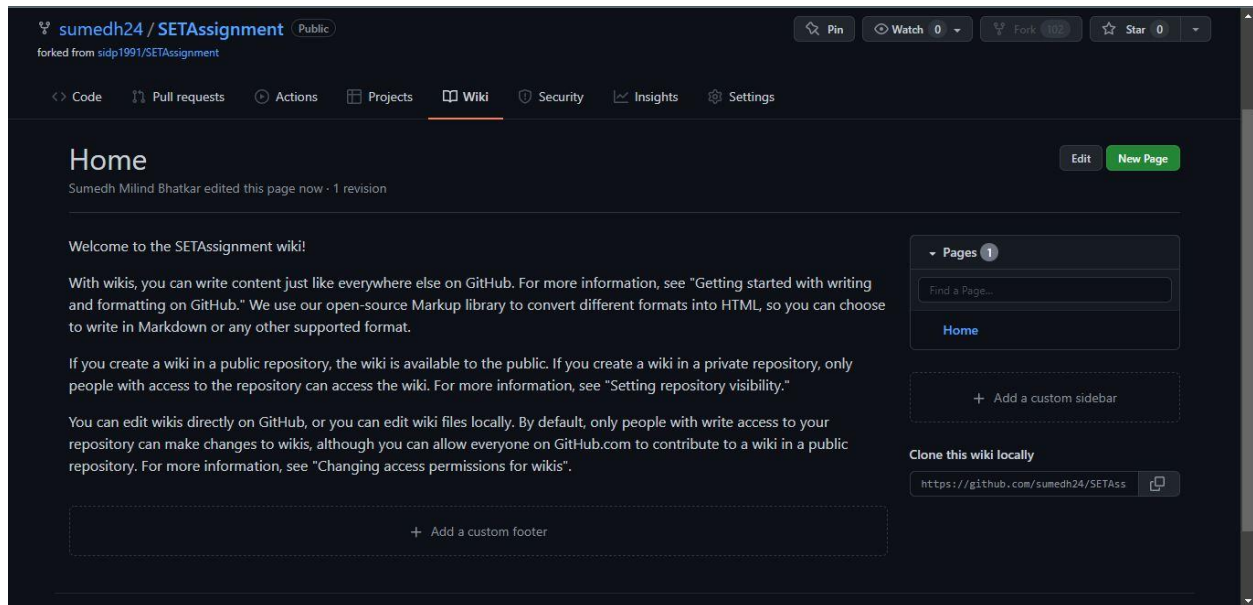 sumedh24 / SETAssignment Public
Pin
Watch 0
Fork 102
Star 0
forked from sidp1991/SETAssignment
Code
Pull requests
Actions
Projects
Wiki
Security
Insights
Settings
Home
Edit
New Page
Sumedh Milind Bhatkar edited this page now · 1 revision
Welcome to the SETAssignment wiki!
With wikis, you can write content just like everywhere else on GitHub. For more information, see "Getting started with writing
and formatting on GitHub." We use our open-source Markup library to convert different formats into HTML, so you can choose
to write in Markdown or any other supported format.
If you create a wiki in a public repository, the wiki is available to the public. If you create a wiki in a private repository, only
people with access to the repository can access the wiki. For more information, see "Setting repository visibility."
You can edit wikis directly on GitHub, or you can edit wiki files locally. By default, only people with write access to your
repository can make changes to wikis, although you can allow everyone on GitHub.com to contribute to a wiki in a public
repository. For more information, see "Changing access permissions for wikis".
+ Add a custom footer
Pages 1
Find a Page...
Home
+ Add a custom sidebar
Clone this wiki locally
https://github.com/sumedh24/SETAss